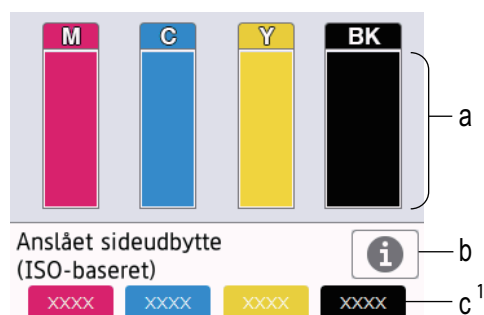 M C Y BK
a
Anslået sideudbytte
(ISO-baseret)
b
XXXX XXXX XXXX XXXX
c 1